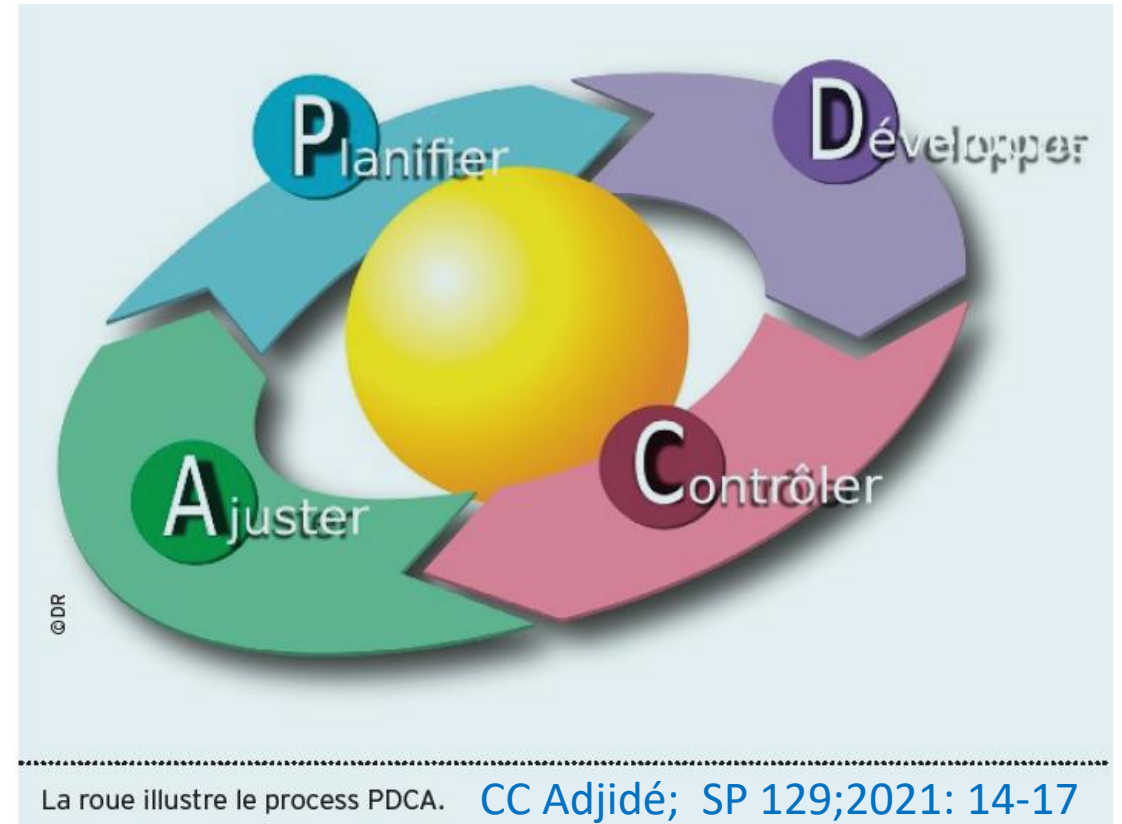 Planifier
Développer
Contrôler
Ajuster
©DR
La roue illustre le process PDCA. CC Adjidé; SP 129;2021: 14-17